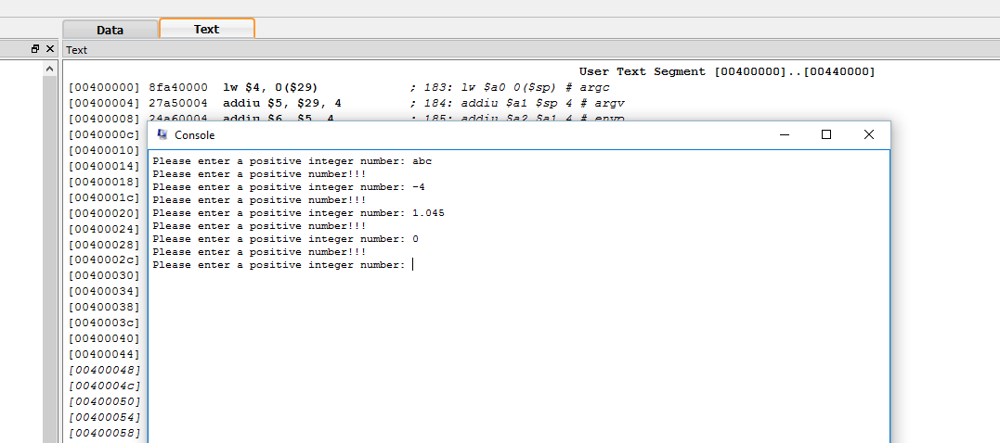 Data Text
Text
User Text Segment [00400000]..[00440000]
[00400000] 8fa40000 lw $4, 0($29) ; 183: lw $a0 0($sp) # argc
[00400004] 27a50004 addiu $5, $29, 4 ; 184: addiu $a1 $sp 4 # argv
[00400008] 24a60004 addiu $6, $5, 4 ; 185: addiu $a2 $a1 4 # envp
[0040000c]
Console
[00400010]
[00400014]
[00400018]
[0040001c]
[00400020]
[00400024]
[00400028]
[0040002c]
[00400030]
[00400034]
[00400038]
[0040003c]
[00400040]
[00400044]
[00400048]
[0040004c]
[00400050]
[00400054]
[00400058]
Please enter a positive integer number: abc
Please enter a positive number!!!
Please enter a positive integer number: -4
Please enter a positive number!!!
Please enter a positive integer number: 1.045
Please enter a positive number!!!
Please enter a positive integer number: 0
Please enter a positive number!!!
Please enter a positive integer number: